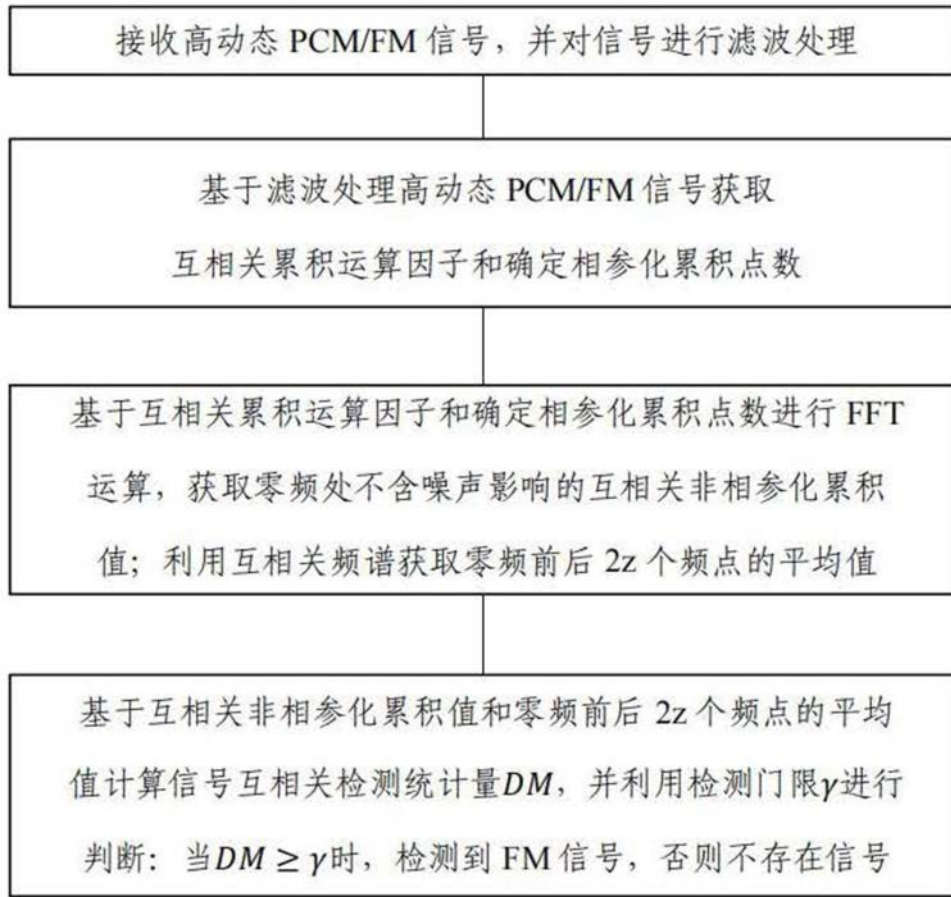 接收高动态 PCM/FM 信号，并对信号进行滤波处理
基于滤波处理高动态 PCM/FM 信号获取
互相关累积运算因子和确定相参化累积点数
基于互相关累积运算因子和确定相参化累积点数进行 FFT
运算，获取零频处不含噪声影响的互相关非相参化累积
值；利用互相关频谱获取零频前后 2z 个频点的平均值
基于互相关非相参化累积值和零频前后 2z 个频点的平均
值计算信号互相关检测统计量DM，并利用检测门限γ进行
判断：当DM ≥ γ时，检测到 FM 信号，否则不存在信号